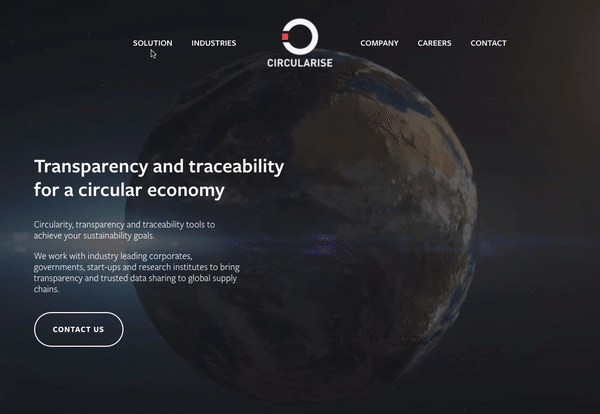 SOLUTION INDUSTRIES COMPANY CAREERS CONTACT
CIRCULARISE
Transparency and traceability
for a circular economy
Circularity, transparency and traceability tools to
achieve your sustainability goals.
We work with industry leading corporates,
governments, start-ups and research institutes to bring
transparency and trusted data sharing to global supply
chains.
CONTACT US